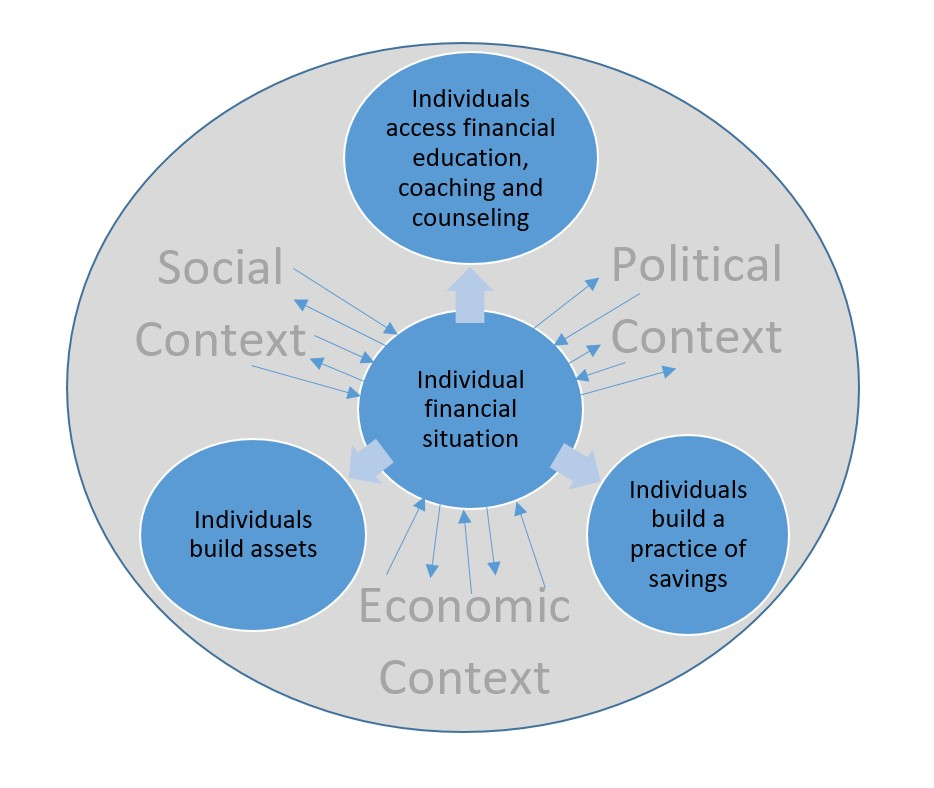 Individuals
access financial
education,
coaching and
counseling
Social
Context
Political
Context
Individual
financial
situation
Individuals
build assets
Individuals
build a
practice of
savings
Economic
Context